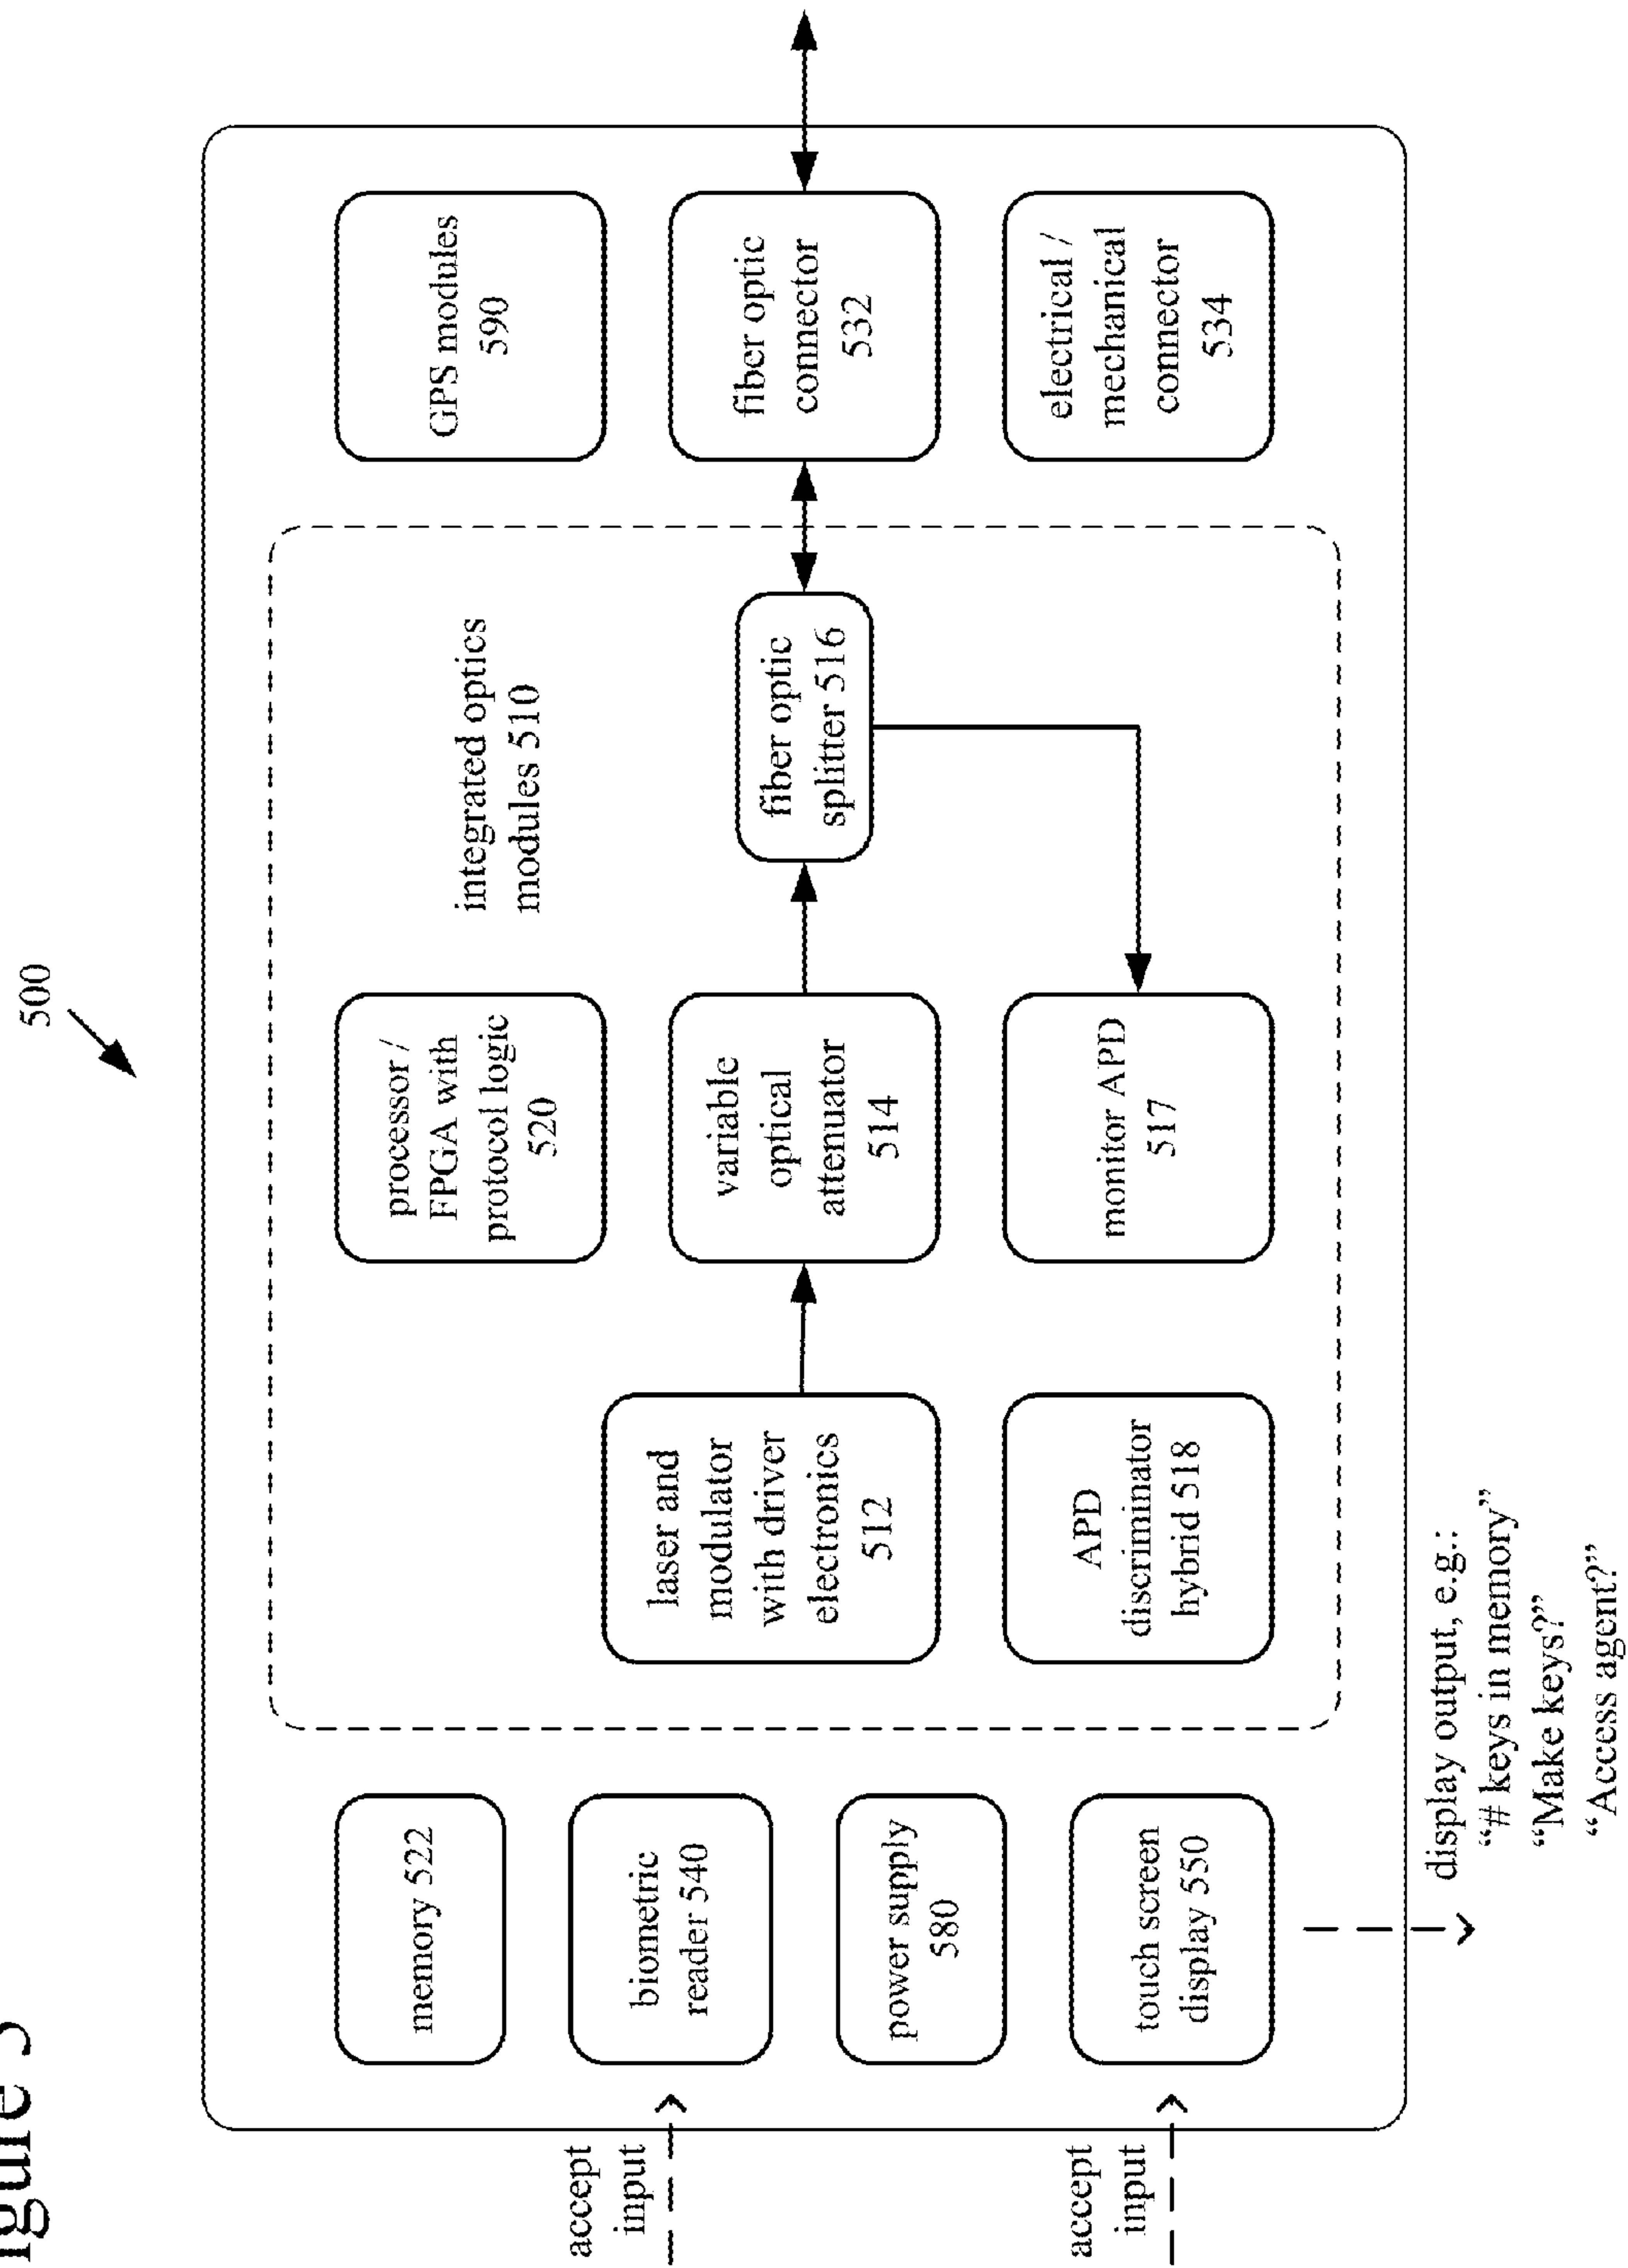 igure 5
500
memory 522
biometric
reader 540
power supply
580
touch screen
display 550
accept
input
accept
input
display output, e.g.:
“# keys in memory”
“Make keys?”
“Access agent?”
integrated optics
modules 510
processor /
FPGA with
protocol logic
520
laser and
modulator
with driver
electronics
512
variable
optical
attenuator
514
fiber optic
splitter 516
APD
discriminator
hybrid 518
monitor APD
517
GPS modules
590
fiber optic
connector
532
electrical /
mechanical
connector
534